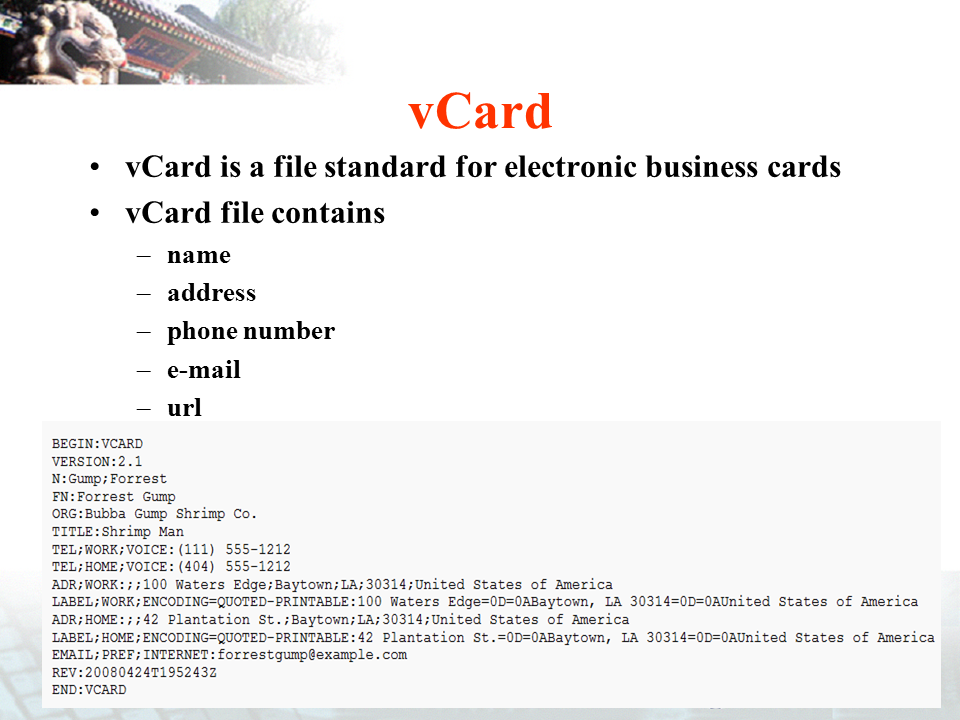 vCard
• vCard is a file standard for electronic business cards
• vCard file contains
– name
– address
– phone number
– e-mail
– url
BEGIN:VCARD
VERSION:2.1
N:Gump;Forrest
FN:Forrest Gump
ORG:Bubba Gump Shrimp Co.
TITLE:Shrimp Man
TEL;WORK;VOICE:(111) 555-1212
TEL;HOME;VOICE:(404) 555-1212
ADR;WORK:;;100 Waters Edge;Baytown;LA;30314;United States of America
LABEL;WORK;ENCODING=QUOTED-PRINTABLE:100 Waters Edge=0D=0ABaytown, LA 30314=0D=0AUnited States of America
ADR;HOME:;;42 Plantation St.;Baytown;LA;30314;United States of America
LABEL;HOME;ENCODING=QUOTED-PRINTABLE:42 Plantation St.=0D=0ABaytown, LA 30314=0D=0AUnited States of America
EMAIL;PREF;INTERNET:forrestgump@example.com
REV:20080424T195243Z
END:VCARD